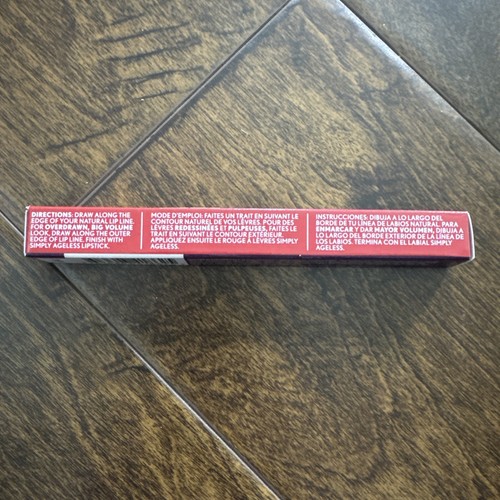 DIRECTIONS: DRAW ALONG THE
EDGE OF YOUR NATURAL LIP LINE.
FOR OVERDRAWN, BIG VOLUME
LOOK, DRAW ALONG THE OUTER
EDGE OF LIP LINE. FINISH WITH
SIMPLY AGELESS LIPSTICK.
MODE D'EMPLOI: FAITES UN TRAIT EN SUIVANT LE
CONTOUR NATUREL DE VOS LÈVRES. POUR DES
LÈVRES REDESSINÉES ET PULPEUSES, FAITES LE
TRAIT EN SUIVANT LE CONTOUR EXTÉRIEUR.
APPLIQUEZ ENSUITE LE ROUGE À LÈVRES SIMPLY
AGELESS.
INSTRUCCIONES: DIBUJA A LO LARGO DEL
BORDE DE TU LÍNEA DE LABIOS NATURAL. PARA
ENMARCAR Y DAR MAYOR VOLUMEN, DIBUJA A
LO LARGO DEL BORDE EXTERIOR DE LA LÍNEA DE
LOS LABIOS. TERMINA CON EL LABIAL SIMPLY
AGELESS.